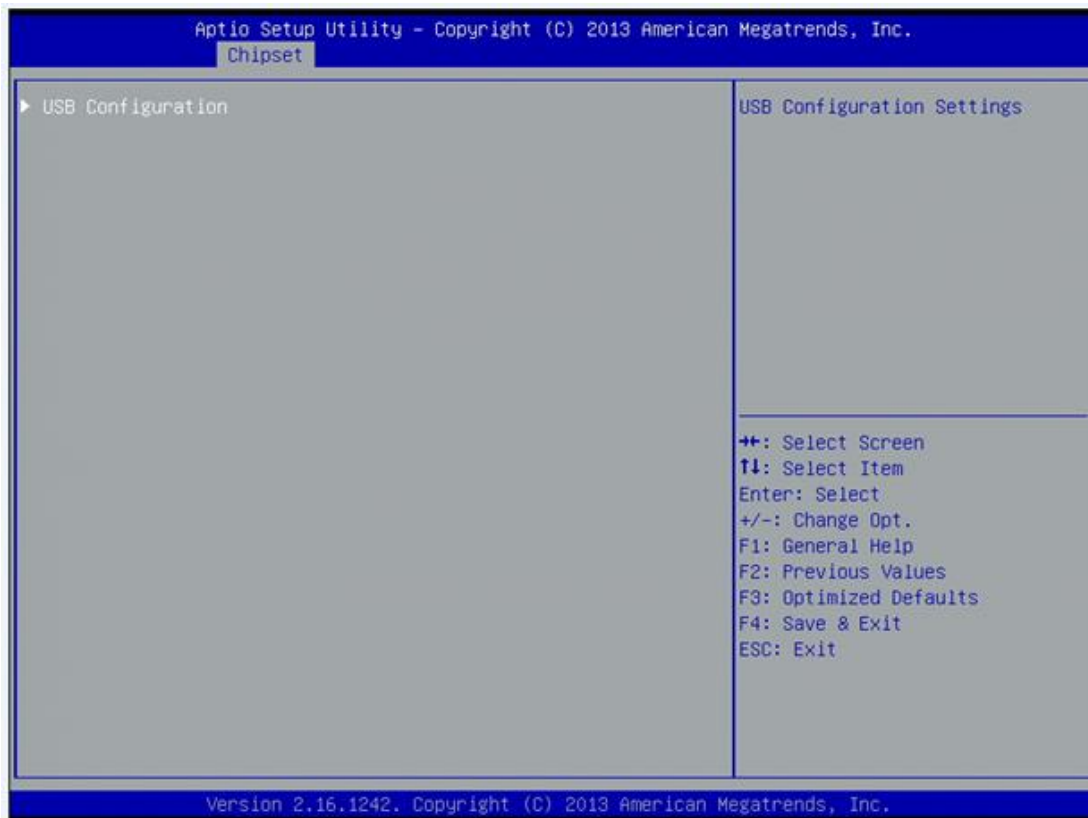 Aptio Setup Utility – Copyright (C) 2013 American Megatrends, Inc.
Chipset
▶ USB Configuration
USB Configuration Settings
→←: Select Screen
↑↓: Select Item
Enter: Select
+/-: Change Opt.
F1: General Help
F2: Previous Values
F3: Optimized Defaults
F4: Save & Exit
ESC: Exit
Version 2.16.1242. Copyright (C) 2013 American Megatrends, Inc.